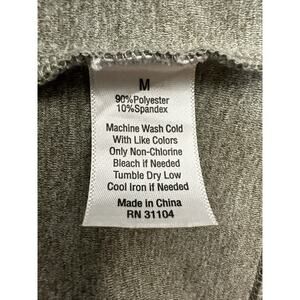 M
90%Polyester
10%Spandex
Machine Wash Cold
With Like Colors
Only Non-Chlorine
Bleach if Needed
Tumble Dry Low
Cool Iron if Needed
Made in China
RN 31104